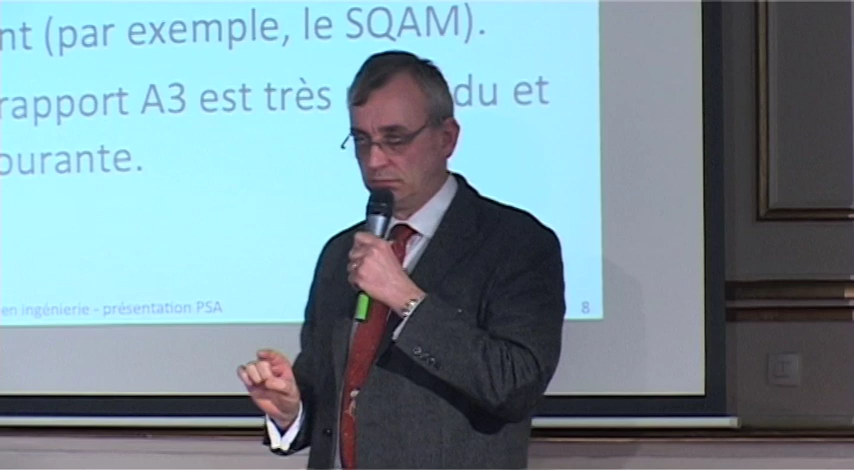 nt (par exemple, le SQAM).
rapport A3 est très du et
ourante.
en ingénierie - présentation PSA
8